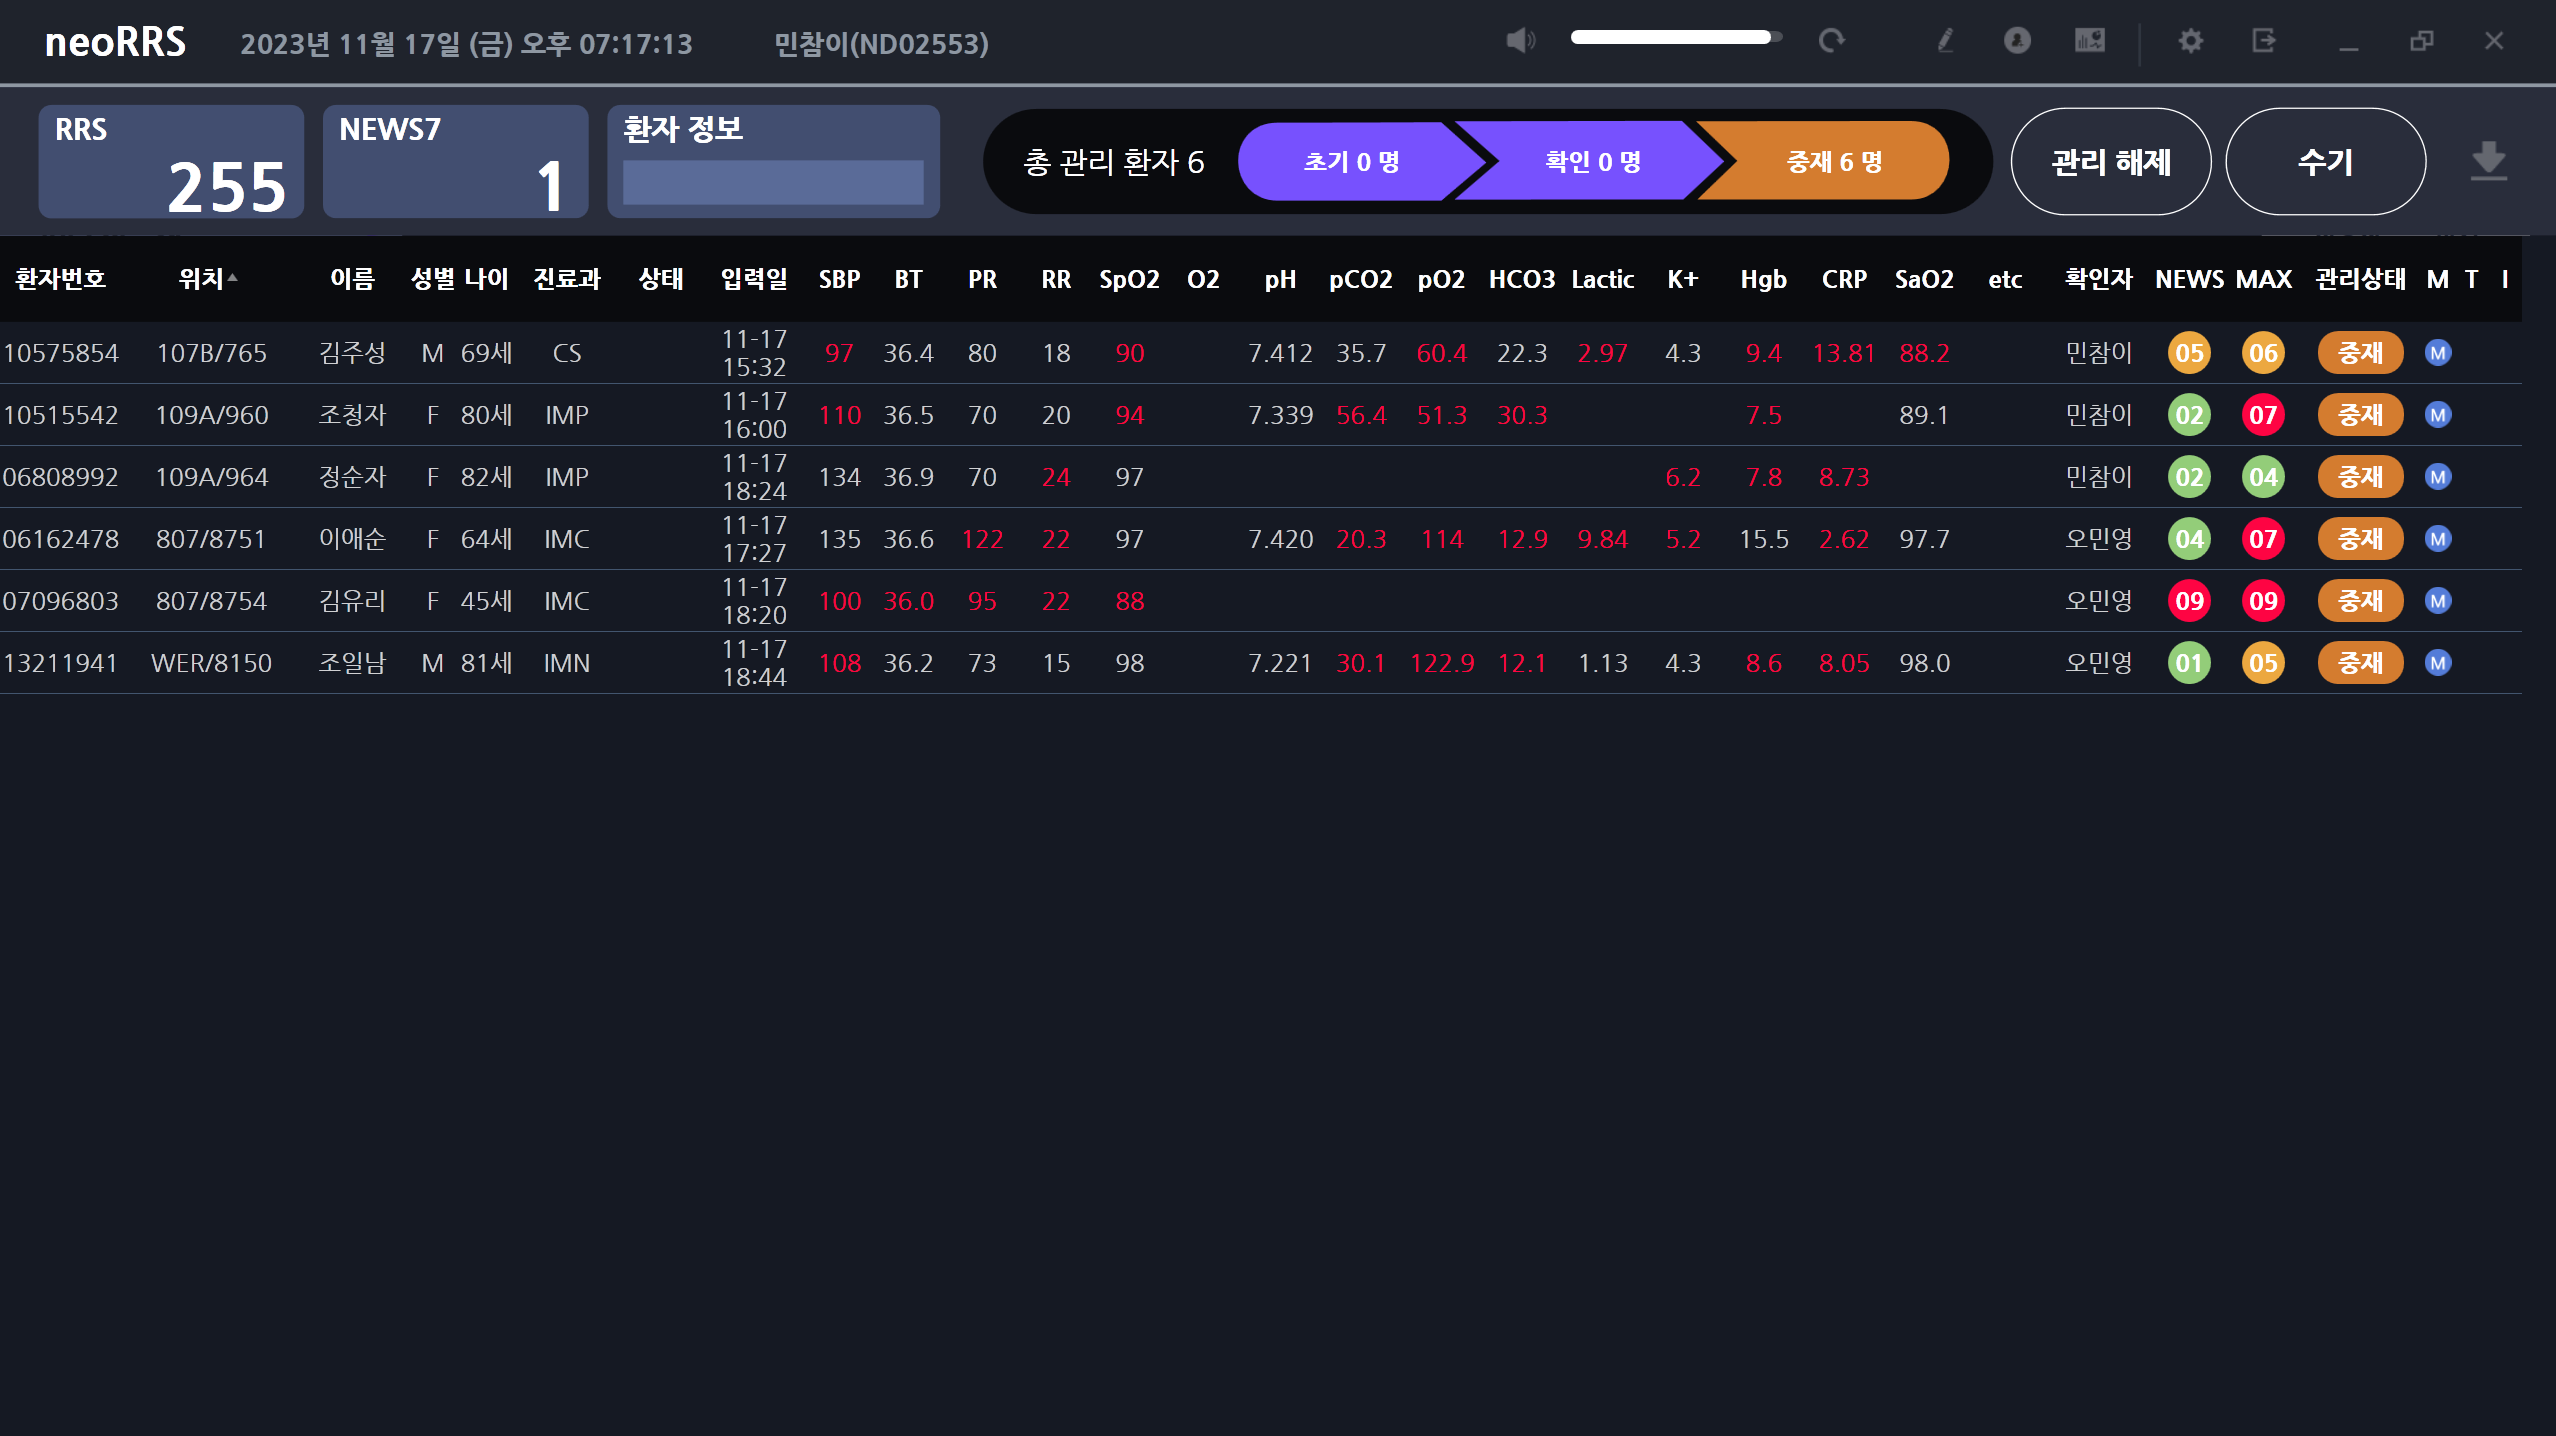 neoRRS 2023년 11월 17일 (금) 오후 07:17:13 민참이(ND02553)
RRS 255 NEWS7 1 환자 정보 총 관리 환자 6 초기 0 명 확인 0 명 중재 6 명 관리 해제 수기
환자번호 위치 이름 성별 나이 진료과 상태 입력일 SBP BT PR RR SpO2 O2 pH pCO2 pO2 HCO3 Lactic K+ Hgb CRP SaO2 etc 확인자 NEWS MAX 관리상태 M T I
10575854 107B/765 김주성 M 69세 CS 11-17 15:32 97 36.4 80 18 90 7.412 35.7 60.4 22.3 2.97 4.3 9.4 13.81 88.2 민참이 05 06 중재 M
10515542 109A/960 조청자 F 80세 IMP 11-17 16:00 110 36.5 70 20 94 7.339 56.4 51.3 30.3 7.5 89.1 민참이 02 07 중재 M
06808992 109A/964 정순자 F 82세 IMP 11-17 18:24 134 36.9 70 24 97 6.2 7.8 8.73 민참이 02 04 중재 M
06162478 807/8751 이애순 F 64세 IMC 11-17 17:27 135 36.6 122 22 97 7.420 20.3 114 12.9 9.84 5.2 15.5 2.62 97.7 오민영 04 07 중재 M
07096803 807/8754 김유리 F 45세 IMC 11-17 18:20 100 36.0 95 22 88 오민영 09 09 중재 M
13211941 WER/8150 조일남 M 81세 IMN 11-17 18:44 108 36.2 73 15 98 7.221 30.1 122.9 12.1 1.13 4.3 8.6 8.05 98.0 오민영 01 05 중재 M